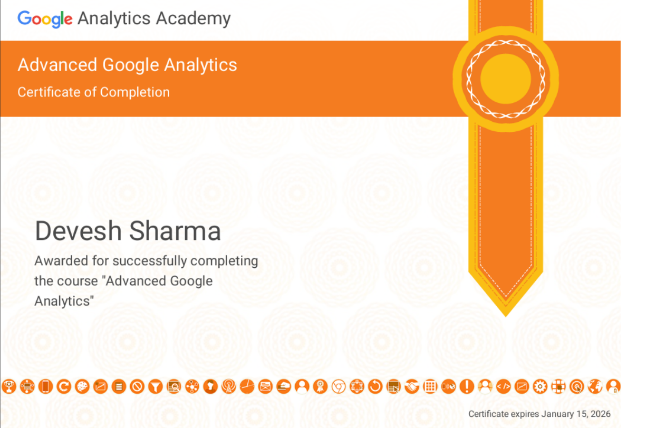 Google Analytics Academy
Advanced Google Analytics
Certificate of Completion
Devesh Sharma
Awarded for successfully completing
the course "Advanced Google
Analytics"
Certificate expires January 15, 2026